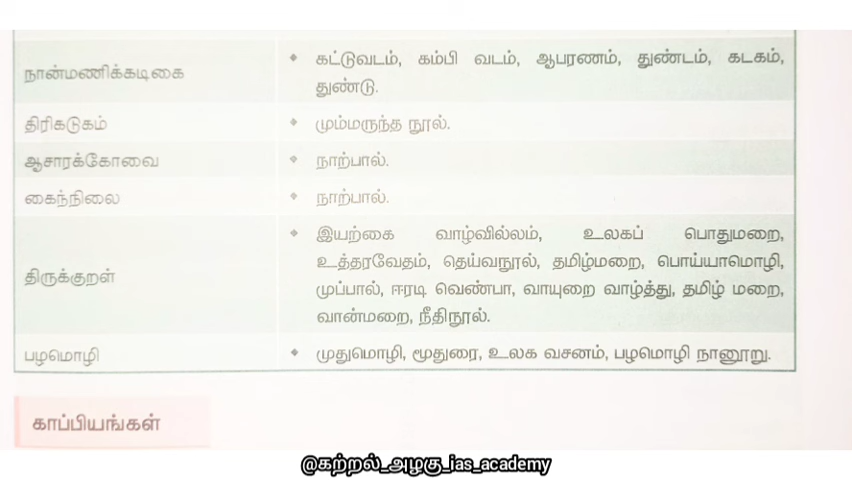 நான்மணிக்கடிகை
கட்டுவடம், கம்பி வடம், ஆபரணம், துண்டம், கடகம்,
துண்டு.
திரிகடுகம்
மும்மருந்த நூல்.
ஆசாரக்கோவை
நாற்பால்.
கைந்நிலை
நாற்பால்.
திருக்குறள்
இயற்கை வாழ்வில்லம், உலகப் பொதுமறை,
உத்தரவேதம், தெய்வநூல், தமிழ்மறை, பொய்யாமொழி,
முப்பால், ஈரடி வெண்பா, வாயுறை வாழ்த்து, தமிழ் மறை,
வான்மறை, நீதிநூல்.
பழமொழி
முதுமொழி, மூதுரை, உலக வசனம், பழமொழி நானூறு.
காப்பியங்கள்
@கற்றல்_அழகு_ias_academy